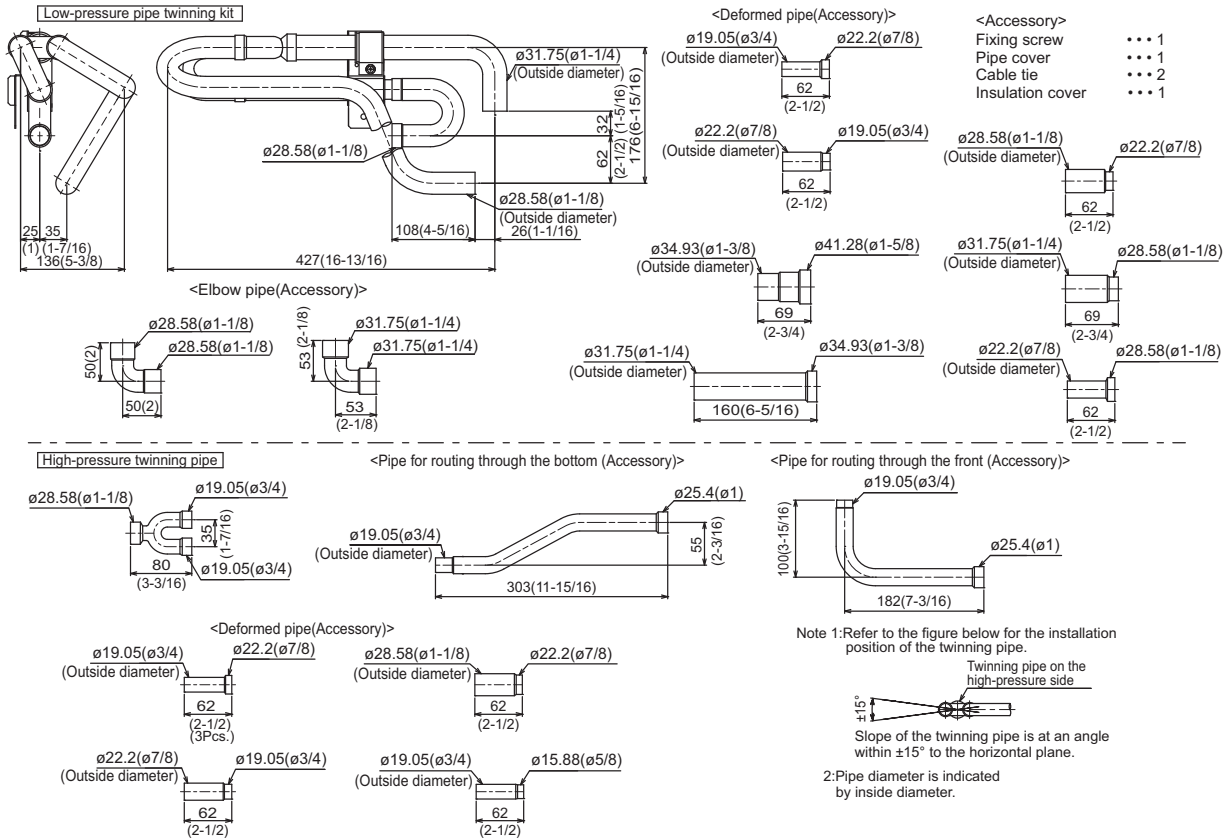 Low-pressure pipe twinning kit
25
(1)
35
(1-7/16)
136(5-3/8)
ø31.75(ø1-1/4)
(Outside diameter)
32
(1-5/16)
62
(2-1/2)
176(6-15/16)
ø28.58(ø1-1/8)
ø28.58(ø1-1/8)
(Outside diameter)
108(4-5/16)
26(1-1/16)
427(16-13/16)
<Elbow pipe(Accessory)>
ø28.58(ø1-1/8)
ø28.58(ø1-1/8)
50(2)
50(2)
ø31.75(ø1-1/4)
ø31.75(ø1-1/4)
53 (2-1/8)
53
(2-1/8)
<Deformed pipe(Accessory)>
ø19.05(ø3/4)
(Outside diameter)
ø22.2(ø7/8)
62
(2-1/2)
ø22.2(ø7/8)
(Outside diameter)
ø19.05(ø3/4)
62
(2-1/2)
ø34.93(ø1-3/8)
(Outside diameter)
ø41.28(ø1-5/8)
69
(2-3/4)
ø31.75(ø1-1/4)
(Outside diameter)
ø34.93(ø1-3/8)
160(6-5/16)
<Accessory>
Fixing screw ••• 1
Pipe cover ••• 1
Cable tie ••• 2
Insulation cover ••• 1
ø28.58(ø1-1/8)
(Outside diameter)
ø22.2(ø7/8)
62
(2-1/2)
ø31.75(ø1-1/4)
(Outside diameter)
ø28.58(ø1-1/8)
69
(2-3/4)
ø22.2(ø7/8)
(Outside diameter)
ø28.58(ø1-1/8)
62
(2-1/2)
High-pressure twinning pipe
ø28.58(ø1-1/8)
ø19.05(ø3/4)
35
(1-7/16)
80
(3-3/16)
ø19.05(ø3/4)
<Pipe for routing through the bottom (Accessory)>
ø19.05(ø3/4)
(Outside diameter)
ø25.4(ø1)
55
(2-3/16)
303(11-15/16)
<Pipe for routing through the front (Accessory)>
ø19.05(ø3/4)
100(3-15/16)
ø25.4(ø1)
182(7-3/16)
<Deformed pipe(Accessory)>
ø19.05(ø3/4)
(Outside diameter)
ø22.2(ø7/8)
62
(2-1/2)
(3Pcs.)
ø28.58(ø1-1/8)
(Outside diameter)
ø22.2(ø7/8)
62
(2-1/2)
ø22.2(ø7/8)
(Outside diameter)
ø19.05(ø3/4)
62
(2-1/2)
ø19.05(ø3/4)
(Outside diameter)
ø15.88(ø5/8)
62
(2-1/2)
Note 1:Refer to the figure below for the installation
position of the twinning pipe.
Twinning pipe on the
high-pressure side
±15°
Slope of the twinning pipe is at an angle
within ±15° to the horizontal plane.
2:Pipe diameter is indicated
by inside diameter.